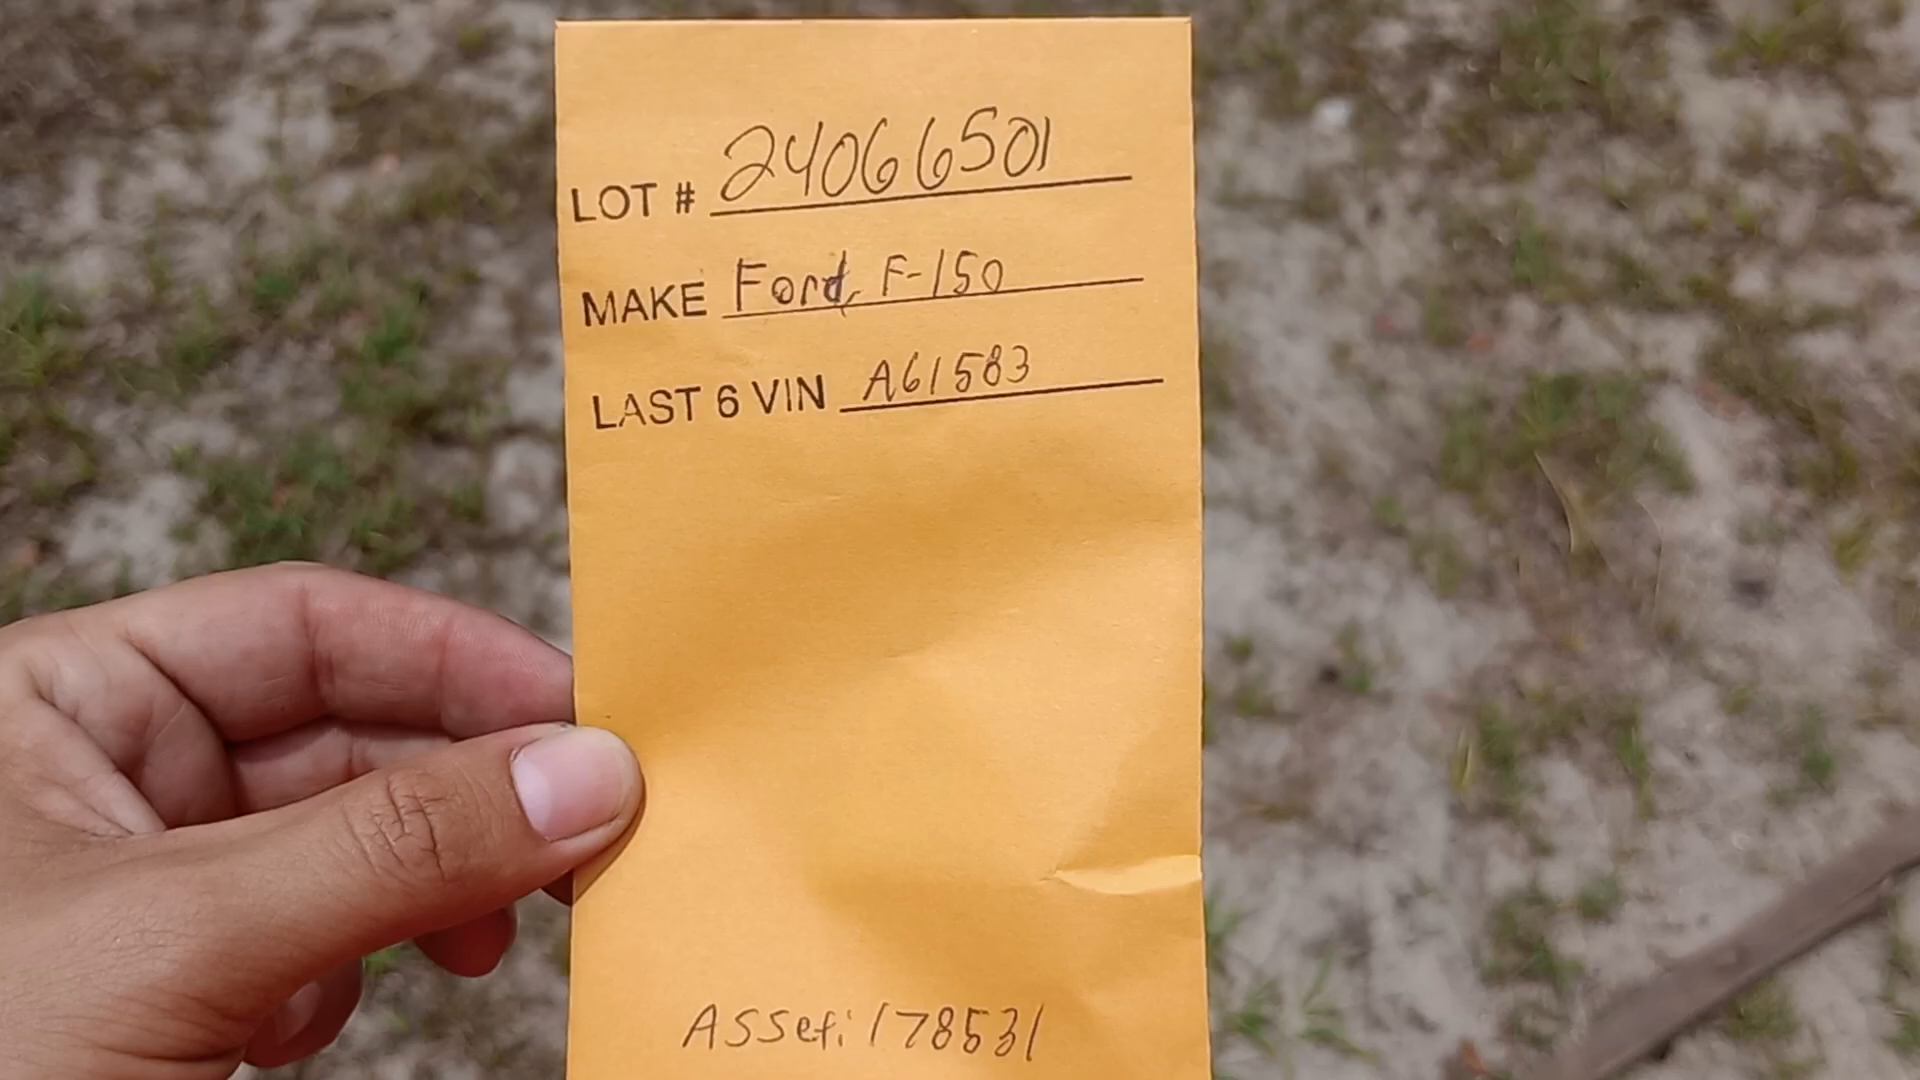 LOT # 24066501
MAKE Ford, F-150
LAST 6 VIN A61583
Asset: 178531